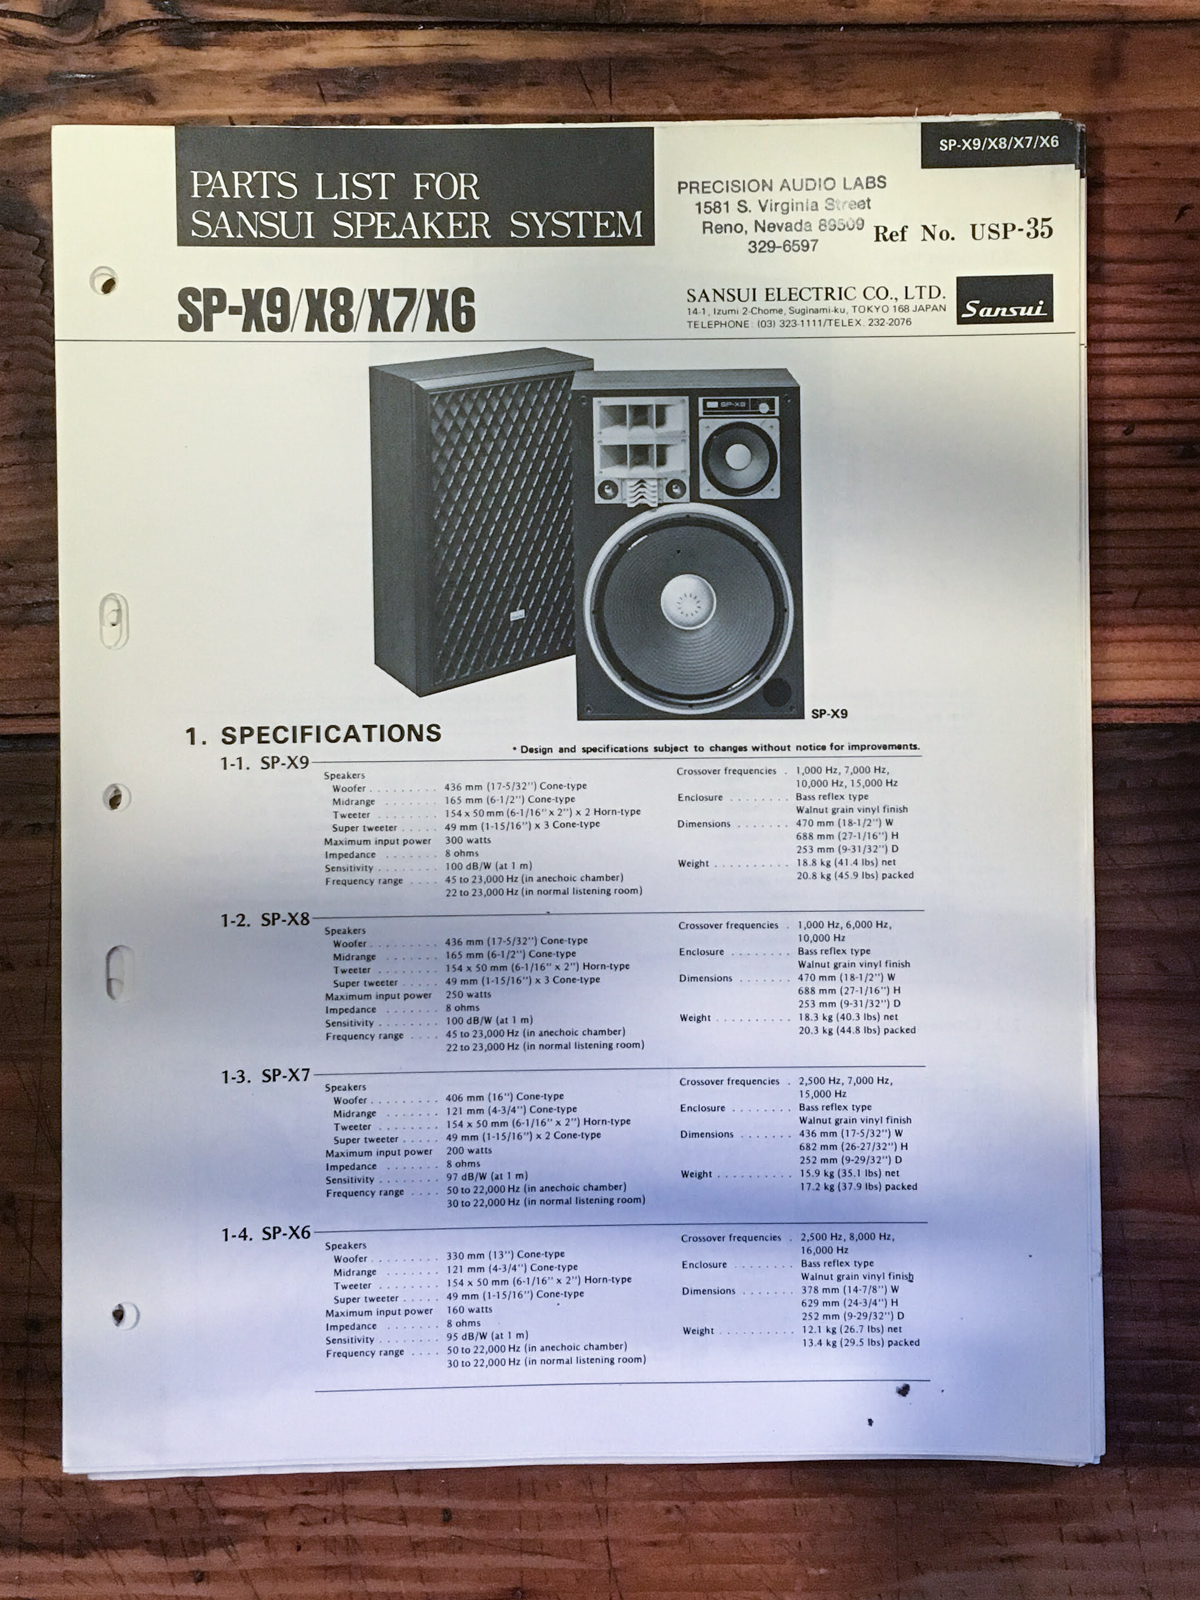 SP-X9/X8/X7/X6
PARTS LIST FOR
SANSUI SPEAKER SYSTEM
PRECISION AUDIO LABS
1581 S. Virginia Street
Reno, Nevada 89509
329-6597
Ref No. USP-35
SP-X9/X8/X7/X6
SANSUI ELECTRIC CO., LTD.
14-1, Izumi 2-Chome, Suginami-ku, TOKYO 168 JAPAN
TELEPHONE: (03) 323-1111/TELEX. 232-2076
Sansui
SP-X9
SP-X9
1. SPECIFICATIONS
* Design and specifications subject to changes without notice for improvements.
1-1. SP-X9
Speakers
Woofer . . . . . . . . . 436 mm (17-5/32") Cone-type
Midrange . . . . . . . 165 mm (6-1/2") Cone-type
Tweeter . . . . . . . . 154 x 50 mm (6-1/16" x 2") x 2 Horn-type
Super tweeter . . . . . 49 mm (1-15/16") x 3 Cone-type
Maximum input power 300 watts
Impedance . . . . . . . 8 ohms
Sensitivity . . . . . . . . 100 dB/W (at 1 m)
Frequency range . . . . 45 to 23,000 Hz (in anechoic chamber)
22 to 23,000 Hz (in normal listening room)
Crossover frequencies . 1,000 Hz, 7,000 Hz,
10,000 Hz, 15,000 Hz
Enclosure . . . . . . . . Bass reflex type
Walnut grain vinyl finish
Dimensions . . . . . . . 470 mm (18-1/2") W
688 mm (27-1/16") H
253 mm (9-31/32") D
Weight . . . . . . . . . . 18.8 kg (41.4 lbs) net
20.8 kg (45.9 lbs) packed
1-2. SP-X8
Speakers
Woofer . . . . . . . . . 436 mm (17-5/32") Cone-type
Midrange . . . . . . . 165 mm (6-1/2") Cone-type
Tweeter . . . . . . . . 154 x 50 mm (6-1/16" x 2") Horn-type
Super tweeter . . . . . 49 mm (1-15/16") x 3 Cone-type
Maximum input power 250 watts
Impedance . . . . . . . 8 ohms
Sensitivity . . . . . . . . 100 dB/W (at 1 m)
Frequency range . . . . 45 to 23,000 Hz (in anechoic chamber)
22 to 23,000 Hz (in normal listening room)
Crossover frequencies . 1,000 Hz, 6,000 Hz,
10,000 Hz
Enclosure . . . . . . . . Bass reflex type
Walnut grain vinyl finish
Dimensions . . . . . . . 470 mm (18-1/2") W
688 mm (27-1/16") H
253 mm (9-31/32") D
Weight . . . . . . . . . . 18.3 kg (40.3 lbs) net
20.3 kg (44.8 lbs) packed
1-3. SP-X7
Speakers
Woofer . . . . . . . . . 406 mm (16") Cone-type
Midrange . . . . . . . 121 mm (4-3/4") Cone-type
Tweeter . . . . . . . . 154 x 50 mm (6-1/16" x 2") Horn-type
Super tweeter . . . . . 49 mm (1-15/16") x 2 Cone-type
Maximum input power 200 watts
Impedance . . . . . . . 8 ohms
Sensitivity . . . . . . . . 97 dB/W (at 1 m)
Frequency range . . . . 50 to 22,000 Hz (in anechoic chamber)
30 to 22,000 Hz (in normal listening room)
Crossover frequencies . 2,500 Hz, 7,000 Hz,
15,000 Hz
Enclosure . . . . . . . . Bass reflex type
Walnut grain vinyl finish
Dimensions . . . . . . . 436 mm (17-5/32") W
682 mm (26-27/32") H
252 mm (9-29/32") D
Weight . . . . . . . . . . 15.9 kg (35.1 lbs) net
17.2 kg (37.9 lbs) packed
1-4. SP-X6
Speakers
Woofer . . . . . . . . . 330 mm (13") Cone-type
Midrange . . . . . . . 121 mm (4-3/4") Cone-type
Tweeter . . . . . . . . 154 x 50 mm (6-1/16" x 2") Horn-type
Super tweeter . . . . . 49 mm (1-15/16") Cone-type
Maximum input power 160 watts
Impedance . . . . . . . 8 ohms
Sensitivity . . . . . . . . 95 dB/W (at 1 m)
Frequency range . . . . 50 to 22,000 Hz (in anechoic chamber)
30 to 22,000 Hz (in normal listening room)
Crossover frequencies . 2,500 Hz, 8,000 Hz,
16,000 Hz
Enclosure . . . . . . . . Bass reflex type
Walnut grain vinyl finish
Dimensions . . . . . . . 378 mm (14-7/8") W
629 mm (24-3/4") H
252 mm (9-29/32") D
Weight . . . . . . . . . . 12.1 kg (26.7 lbs) net
13.4 kg (29.5 lbs) packed